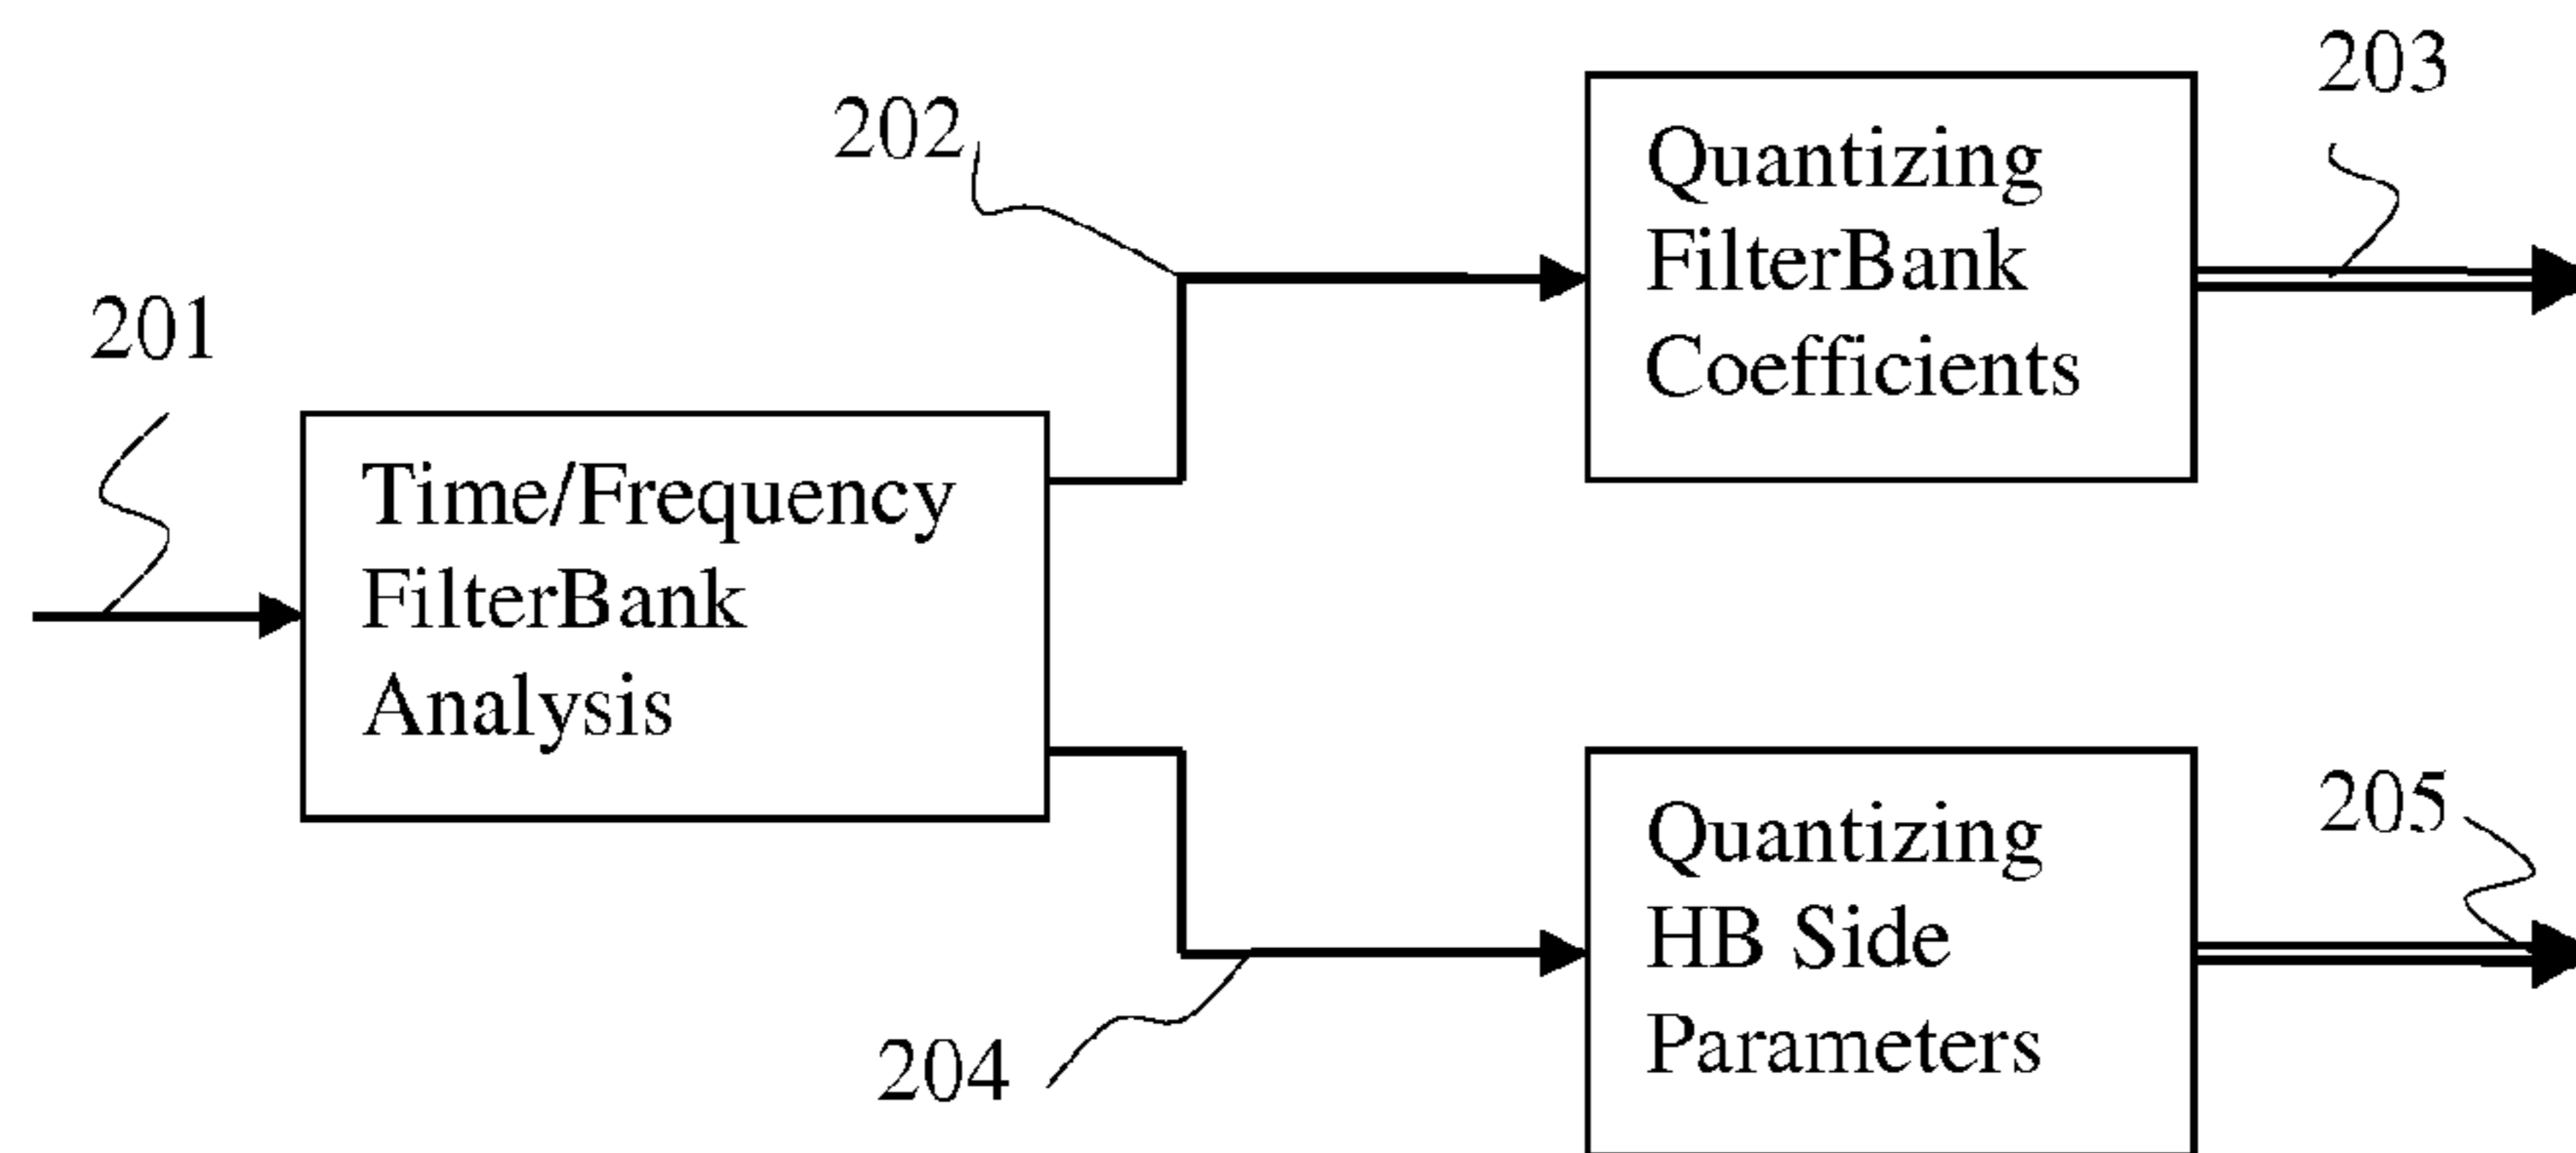 201
Time/Frequency
FilterBank
Analysis
202
Quantizing
FilterBank
Coefficients
203
204
Quantizing
HB Side
Parameters
205